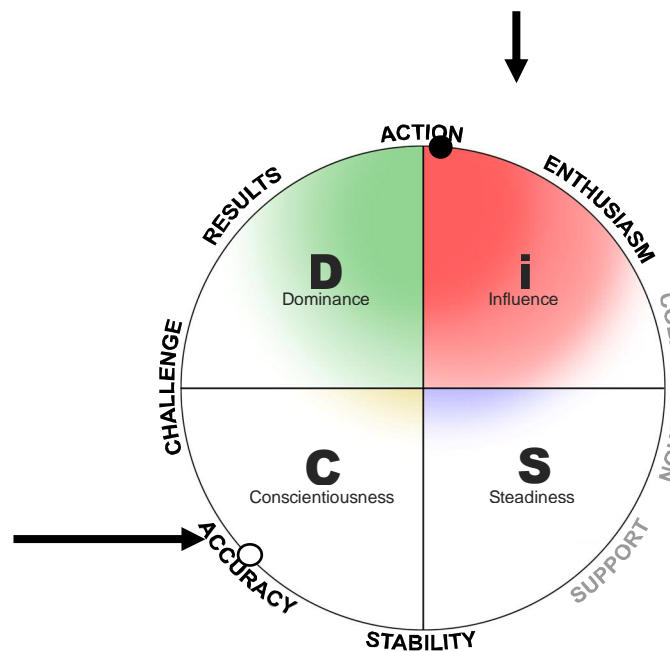 ACTION
RESULTS
ENTHUSIASM
D
Dominance
i
Influence
CHALLENGE
C
Conscientiousness
S
Steadiness
ACCURACY
SUPPORT
STABILITY